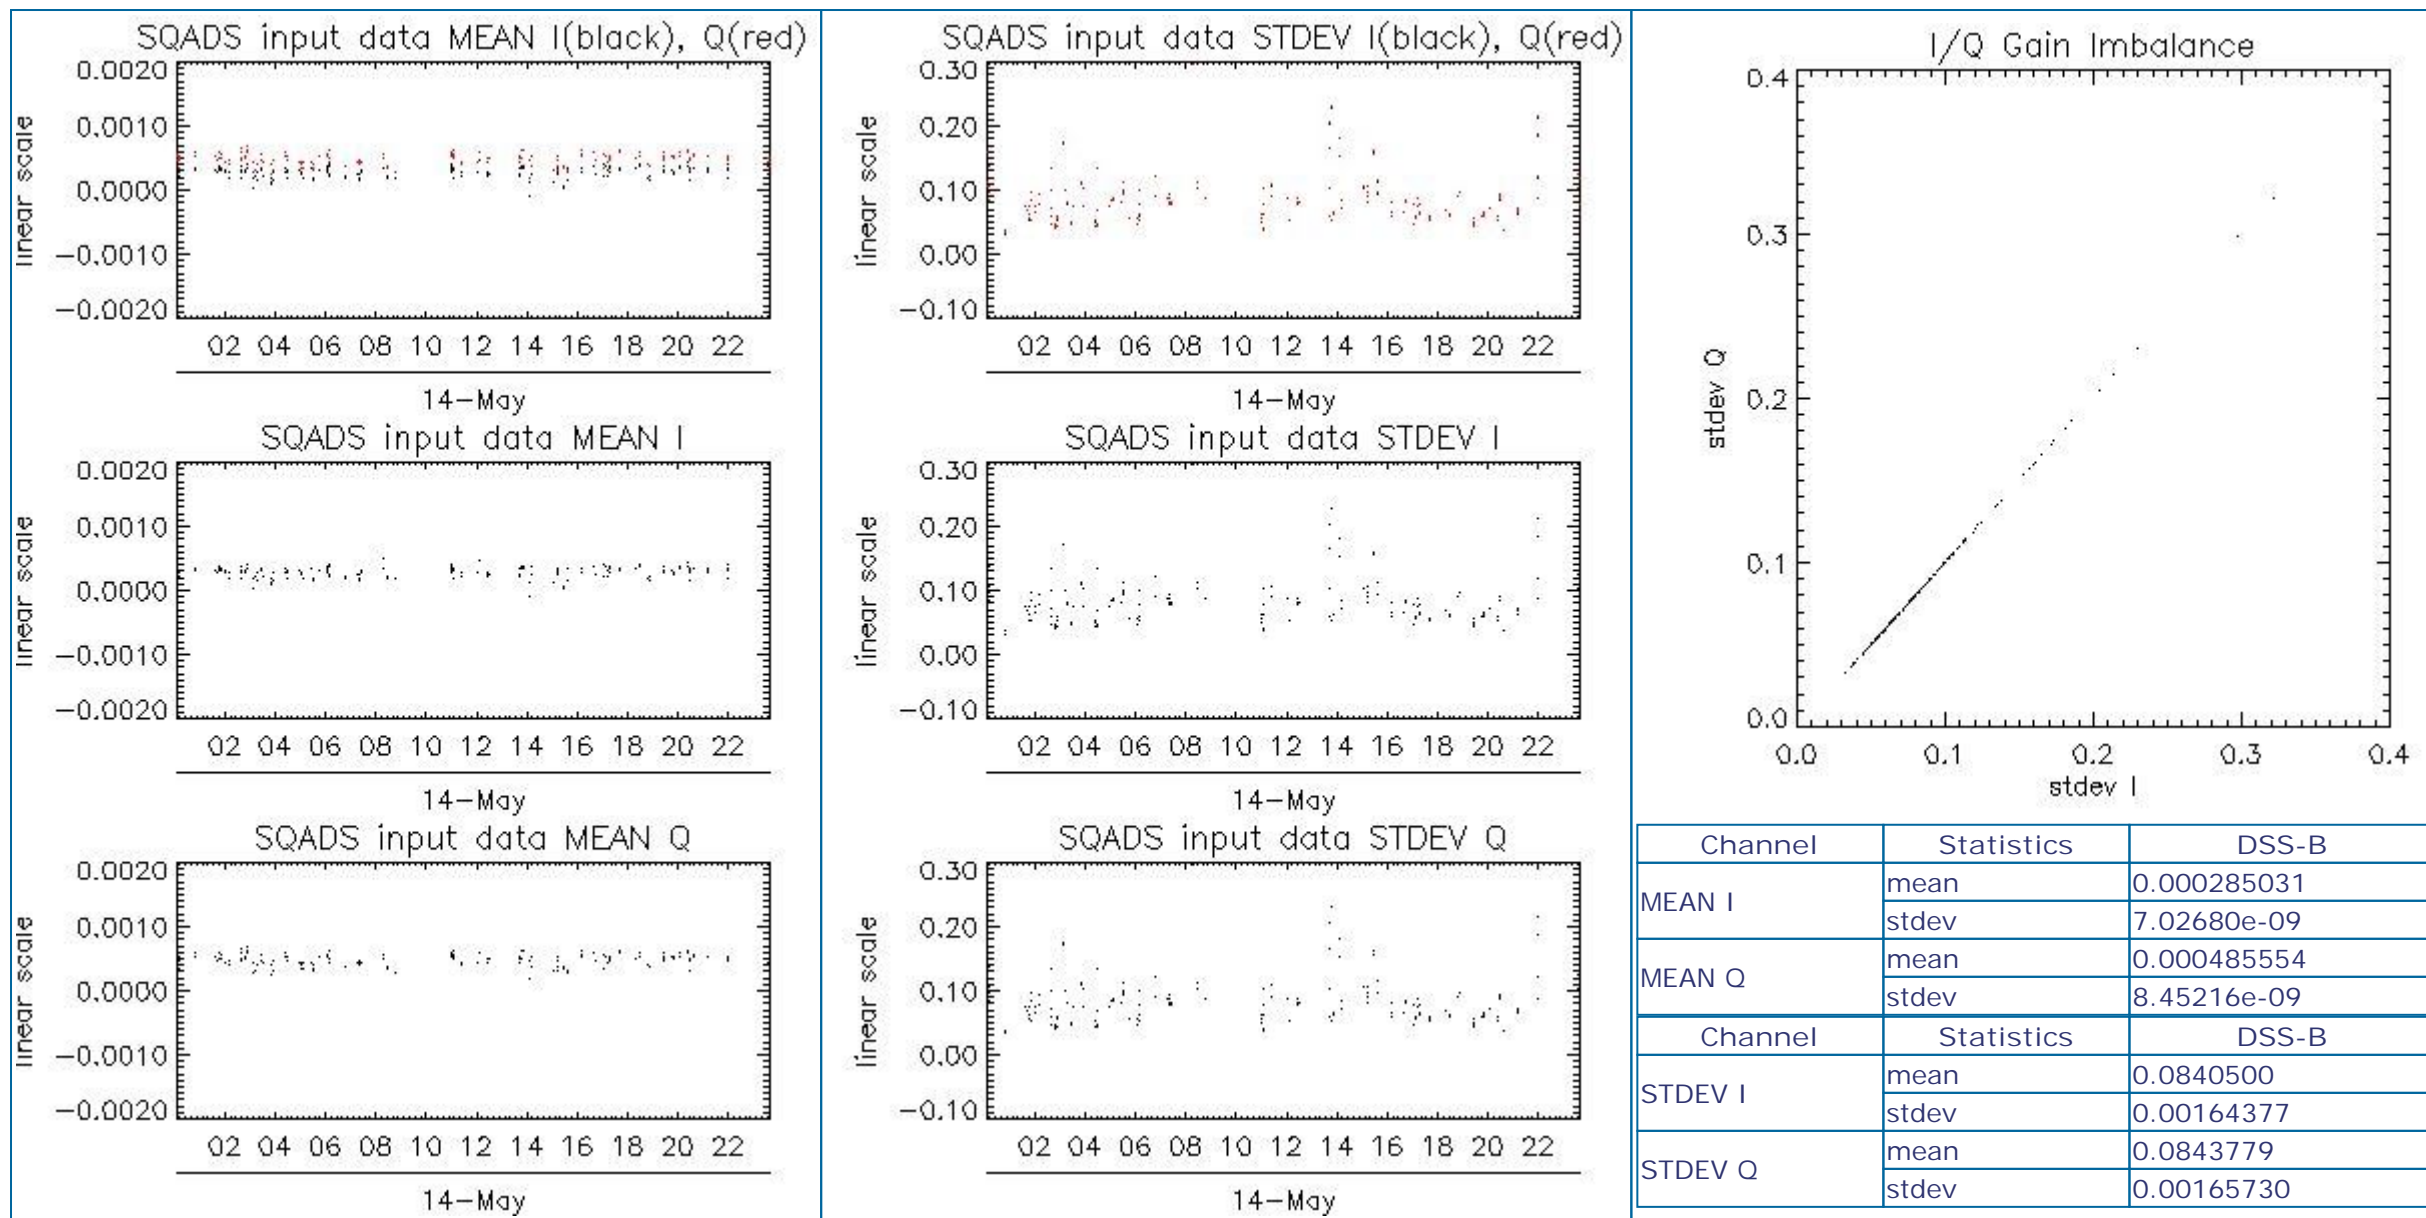 SQADS input data MEAN I(black), Q(red)
0.0020
0.0010
0.0000
−0.0010
−0.0020
linear scale
02 04 06 08 10 12 14 16 18 20 22
14−May
SQADS input data MEAN I
0.0020
0.0010
0.0000
−0.0010
−0.0020
linear scale
02 04 06 08 10 12 14 16 18 20 22
14−May
SQADS input data MEAN Q
0.0020
0.0010
0.0000
−0.0010
−0.0020
linear scale
02 04 06 08 10 12 14 16 18 20 22
14−May
SQADS input data STDEV I(black), Q(red)
0.30
0.20
0.10
0.00
−0.10
linear scale
02 04 06 08 10 12 14 16 18 20 22
14−May
SQADS input data STDEV I
0.30
0.20
0.10
0.00
−0.10
linear scale
02 04 06 08 10 12 14 16 18 20 22
14−May
SQADS input data STDEV Q
0.30
0.20
0.10
0.00
−0.10
linear scale
02 04 06 08 10 12 14 16 18 20 22
14−May
I/Q Gain Imbalance
0.4
0.3
0.2
0.1
0.0
stdev Q
0.0 0.1 0.2 0.3 0.4
stdev I
Channel Statistics DSS-B
MEAN I mean 0.000285031
stdev 7.02680e-09
MEAN Q mean 0.000485554
stdev 8.45216e-09
Channel Statistics DSS-B
STDEV I mean 0.0840500
stdev 0.00164377
STDEV Q mean 0.0843779
stdev 0.00165730